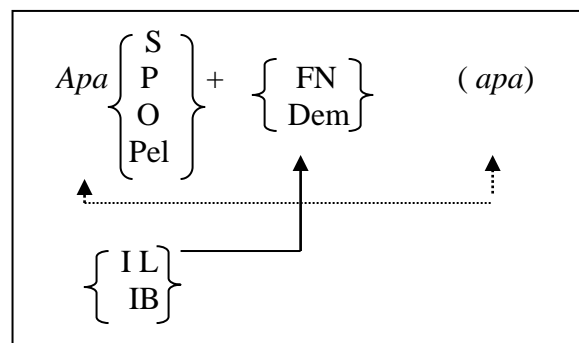 S
Apa P + FN ( apa)
O Dem
Pel
I L
IB